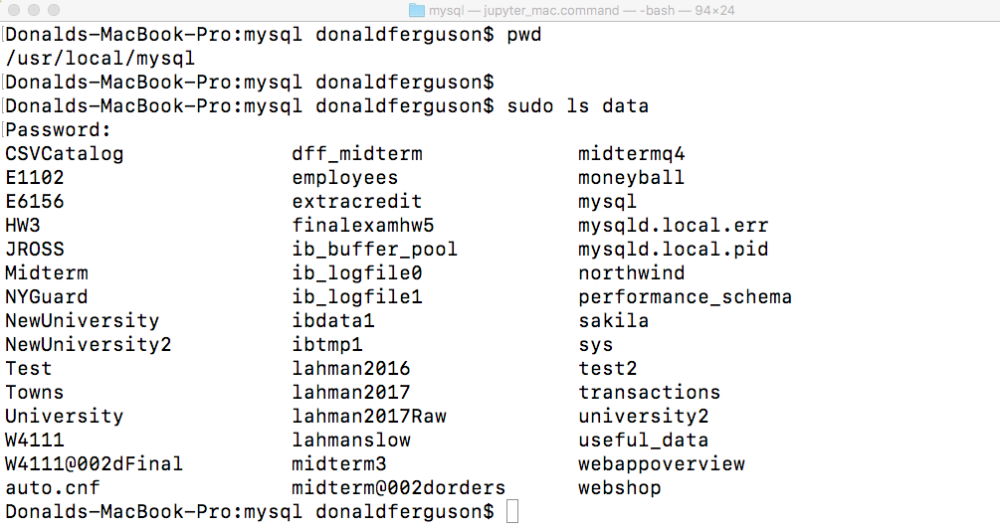 mysql — jupyter_mac.command — -bash — 94×24
Donalds-MacBook-Pro:mysql donaldferguson$ pwd
/usr/local/mysql
Donalds-MacBook-Pro:mysql donaldferguson$
Donalds-MacBook-Pro:mysql donaldferguson$ sudo ls data
Password:
CSVCatalog dff_midterm midtermq4
E1102 employees moneyball
E6156 extracredit mysql
HW3 finalexamhw5 mysqld.local.err
JROSS ib_buffer_pool mysqld.local.pid
Midterm ib_logfile0 northwind
NYGuard ib_logfile1 performance_schema
NewUniversity ibdata1 sakila
NewUniversity2 ibtmp1 sys
Test lahman2016 test2
Towns lahman2017 transactions
University lahman2017Raw university2
W4111 lahmanslow useful_data
W4111@002dFinal midterm3 webappoverview
auto.cnf midterm@002dorders webshop
Donalds-MacBook-Pro:mysql donaldferguson$